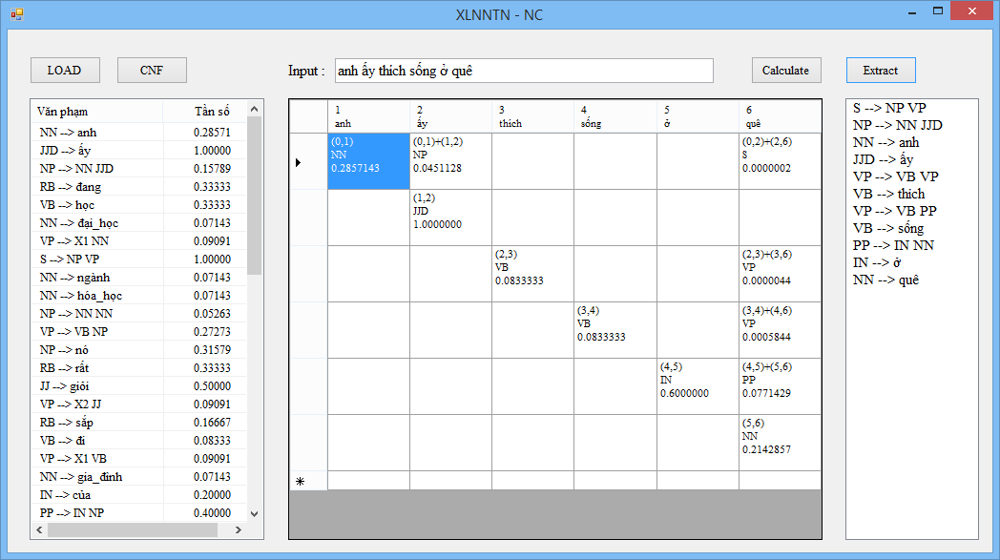 XLNNTN - NC
LOAD
CNF
Input :
anh ấy thích sống ở quê
Calculate
Extract
Văn phạm Tần số
NN --> anh 0.28571
JJD --> ấy 1.00000
NP --> NN JJD 0.15789
RB --> đang 0.33333
VB --> học 0.33333
NN --> đại_học 0.07143
VP --> X1 NN 0.09091
S --> NP VP 1.00000
NN --> ngành 0.07143
NN --> hóa_học 0.07143
NP --> NN NN 0.05263
VP --> VB NP 0.27273
NP --> nó 0.31579
RB --> rất 0.33333
JJ --> giỏi 0.50000
VP --> X2 JJ 0.09091
RB --> sắp 0.16667
VB --> đi 0.08333
VP --> X1 VB 0.09091
NN --> gia_đình 0.07143
IN --> của 0.20000
PP --> IN NP 0.40000
1 2 3 4 5 6
anh ấy thích sống ở quê
(0,1) (0,1)+(1,2) (0,2)+(2,6)
NN NP S
0.2857143 0.0451128 0.0000002
(1,2)
JJD
1.0000000
(2,3) (2,3)+(3,6)
VB VP
0.0833333 0.0000044
(3,4) (3,4)+(4,6)
VB VP
0.0833333 0.0005844
(4,5) (4,5)+(5,6)
IN PP
0.6000000 0.0771429
(5,6)
NN
0.2142857
S --> NP VP
NP --> NN JJD
NN --> anh
JJD --> ấy
VP --> VB VP
VB --> thích
VP --> VB PP
VB --> sống
PP --> IN NN
IN --> ở
NN --> quê